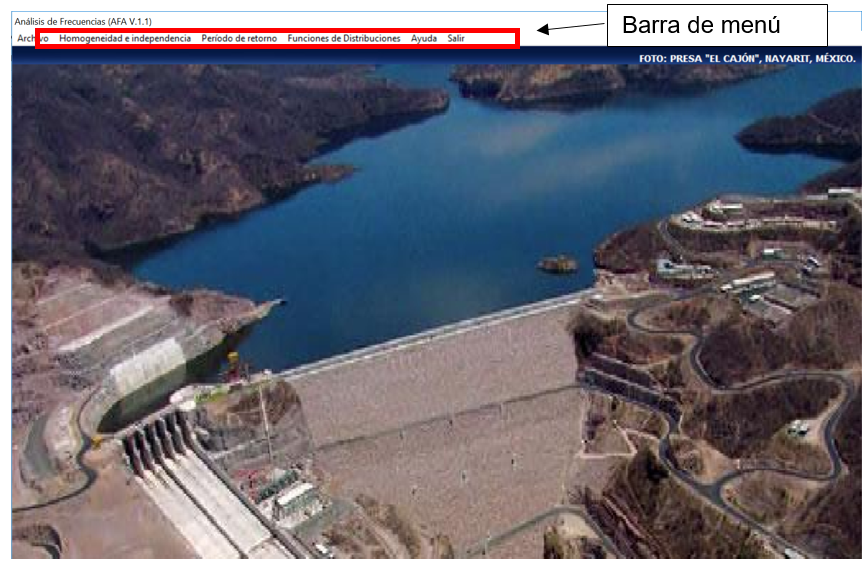 Análisis de Frecuencias (AFA V.1.1)
Archivo Homogeneidad e independencia Período de retorno Funciones de Distribuciones Ayuda Salir
Barra de menú
FOTO: PRESA "EL CAJÓN", NAYARIT, MÉXICO.